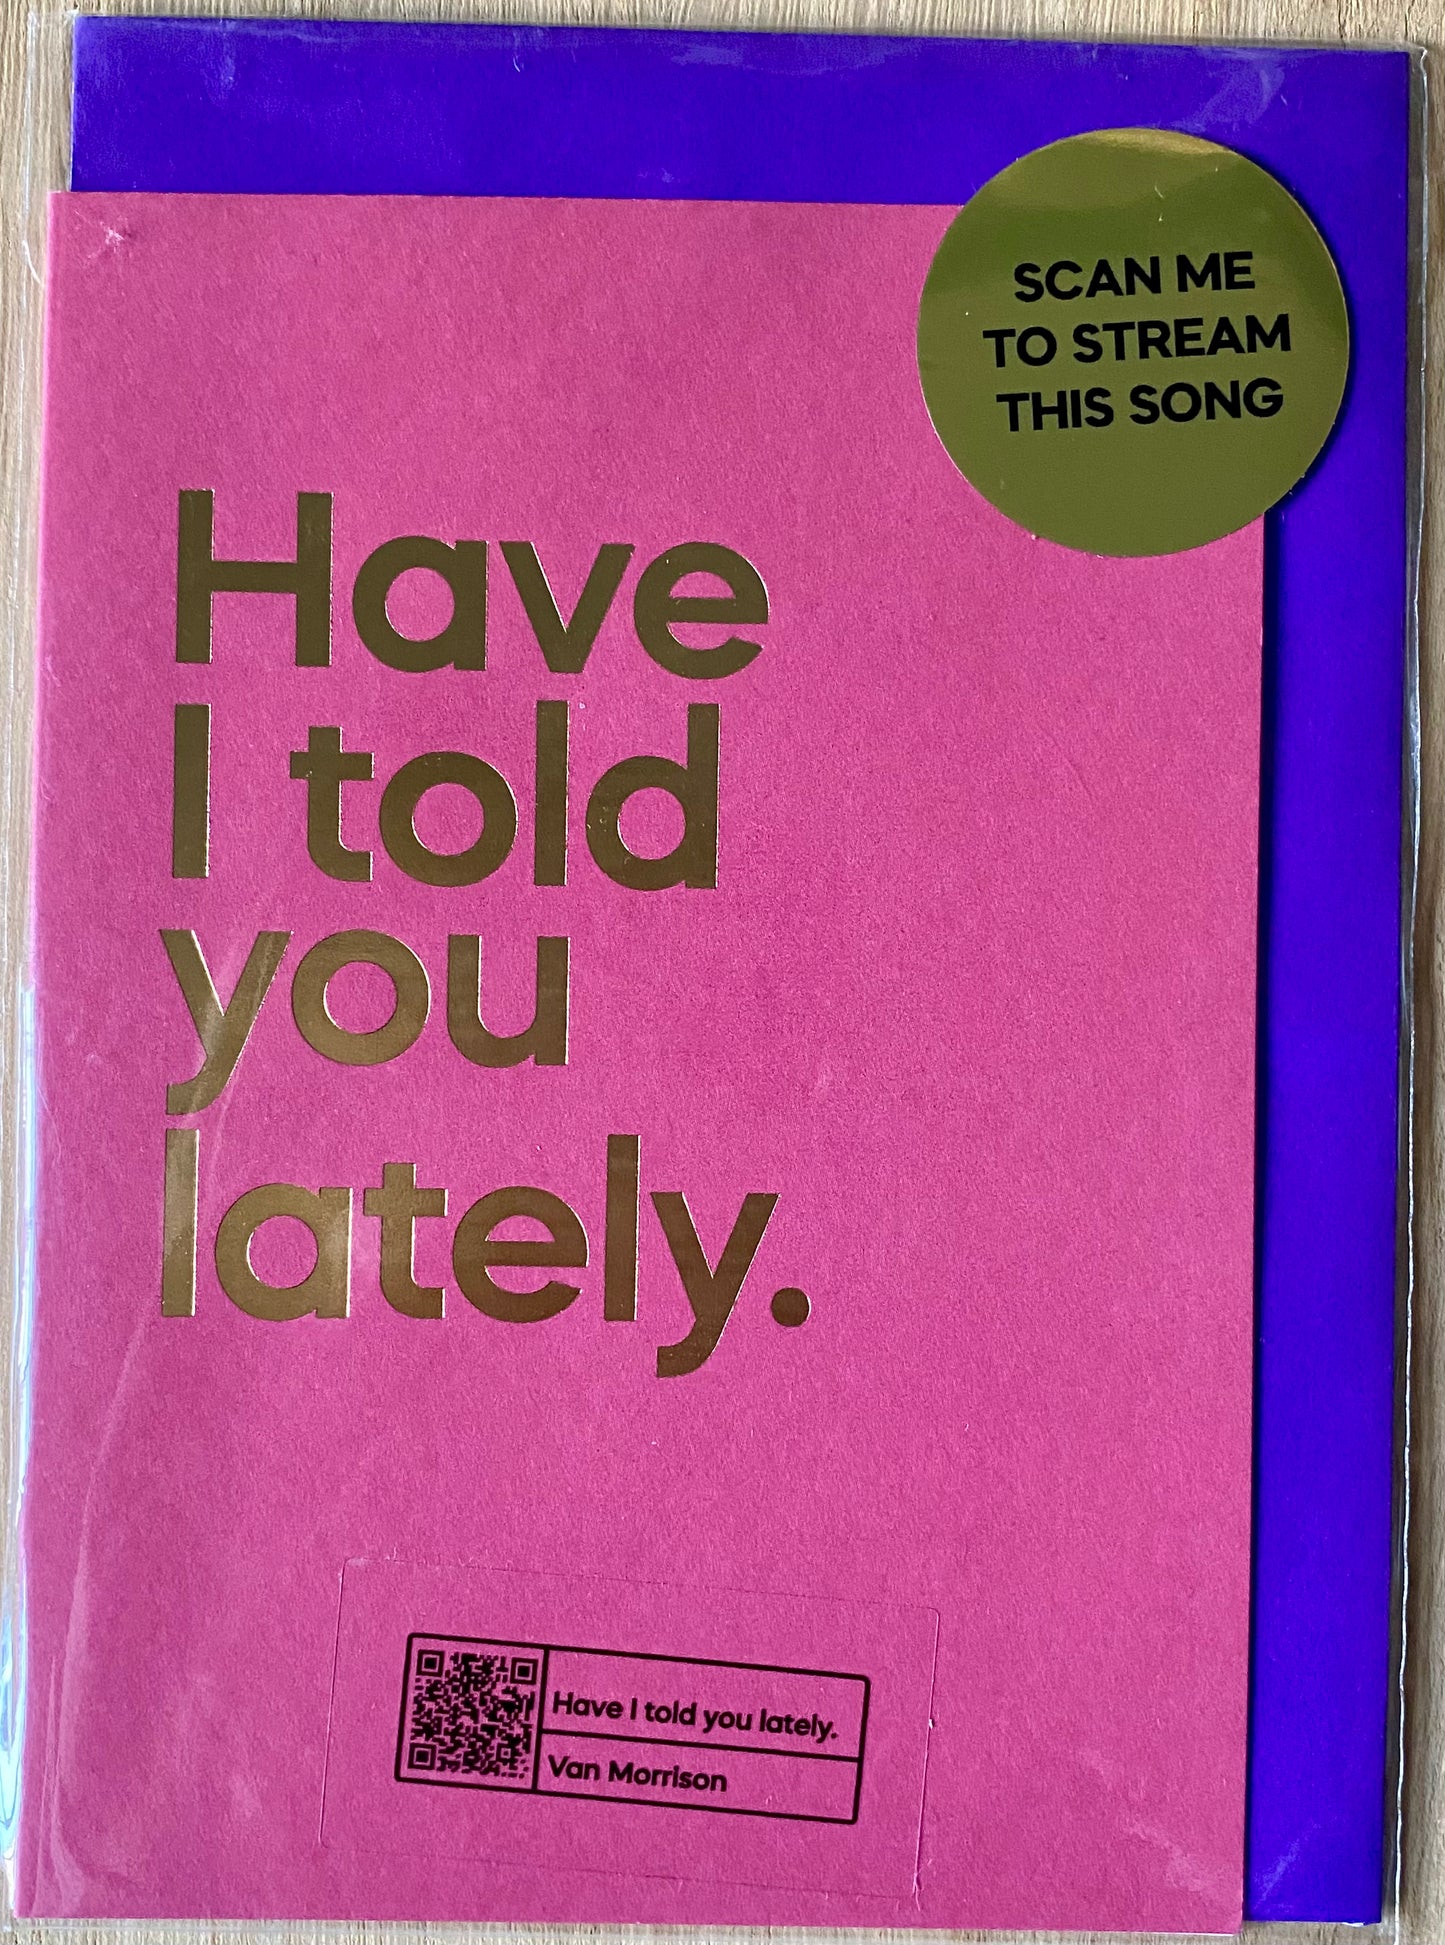 SCAN ME
TO STREAM
THIS SONG
Have
I told
you
lately.
Have I told you lately.
Van Morrison